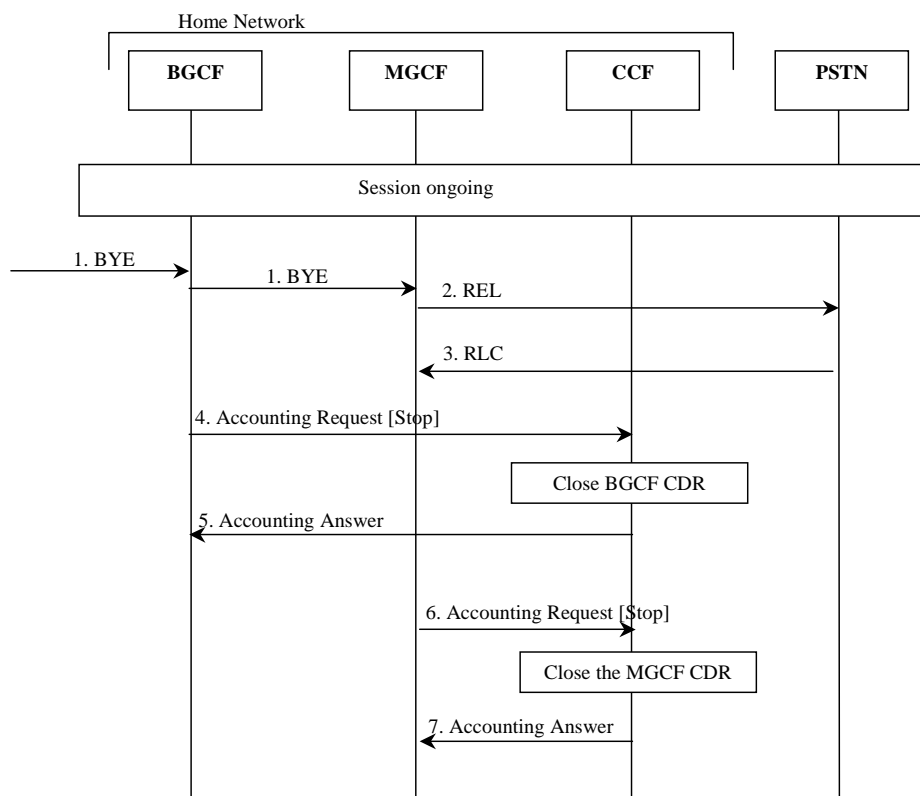 Home Network
BGCF
MGCF
CCF
PSTN
Session ongoing
1. BYE
1. BYE
2. REL
3. RLC
4. Accounting Request [Stop]
Close BGCF CDR
5. Accounting Answer
6. Accounting Request [Stop]
Close the MGCF CDR
7. Accounting Answer